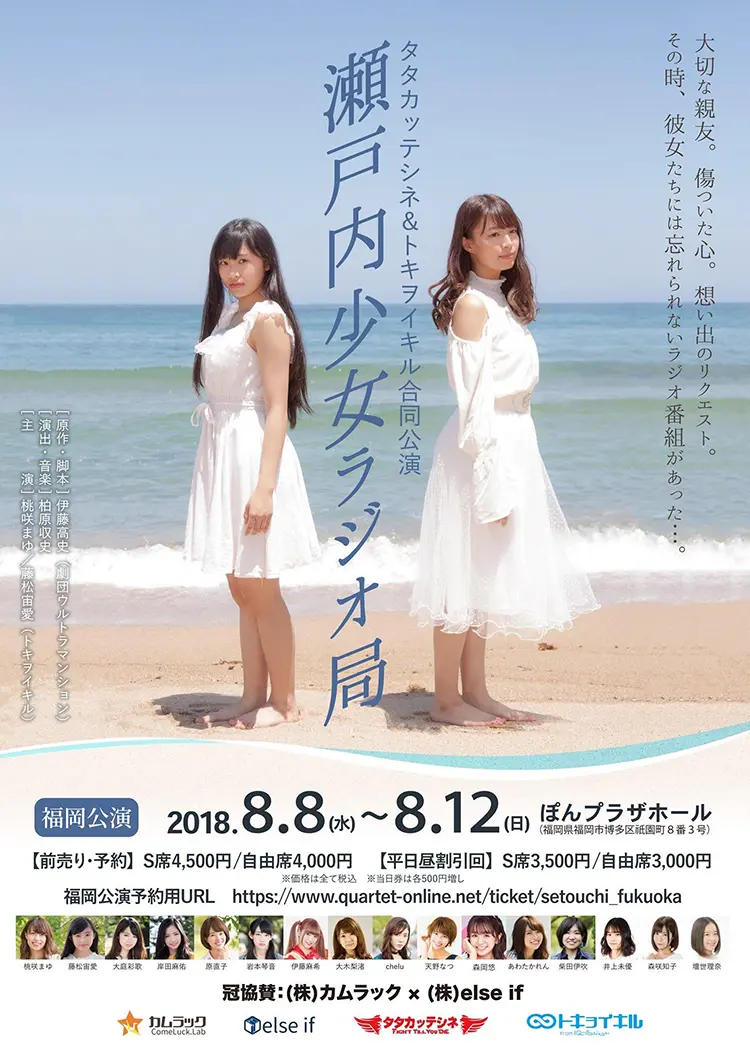 大切な親友。傷ついた心。想い出のリクエスト。
その時、彼女たちには忘れられないラジオ番組があった…。
タタカッテシネ&トキヲイキル合同公演
瀬戸内少女ラジオ局
[原作・脚本]伊藤高史(劇団ウルトラマンション)
[演出・音楽]柏原収史
[主 演]桃咲まゆ/藤松宙愛(トキヲイキル)
福岡公演
2018.8.8(水)~8.12(日)
ぽんプラザホール
(福岡県福岡市博多区祇園町8番3号)
【前売り・予約】S席4,500円/自由席4,000円 【平日昼割引回】S席3,500円/自由席3,000円
※価格は全て税込 ※当日券は各500円増し
福岡公演予約用URL https://www.quartet-online.net/ticket/setouchi_fukuoka
桃咲まゆ 藤松宙愛 大庭彩歌 岸田麻佑 原直子 岩本琴音 伊藤麻希 大木梨渚 chelu 天野なつ 森岡悠 あわたかれん 柴田伊吹 井上未優 森咲知子 壇世理奈
冠協賛:(株)カムラック × (株)else if
カムラック
ComeLuck.Lab
else if
タタカッテシネ
FIGHT TILL YOU DIE
トキヲイキル